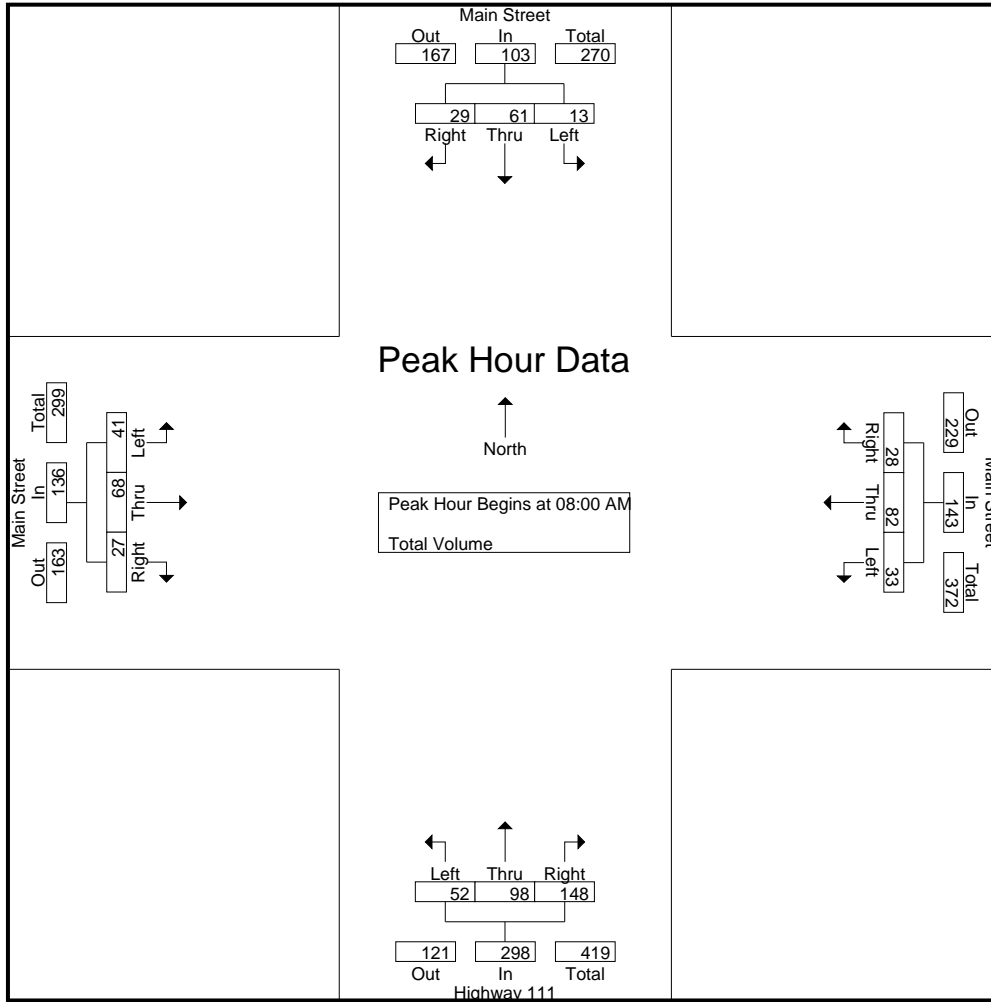 Main Street
Out In Total
167 103 270
29 61 13
Right Thru Left
Peak Hour Data
North
Peak Hour Begins at 08:00 AM
Total Volume
Main Street
Out In Total
163 136 299
27 68 41
Right Thru Left
Main Street
Out In Total
229 143 372
28 82 33
Right Thru Left
Left Thru Right
52 98 148
121 298 419
Out In Total
Highway 111